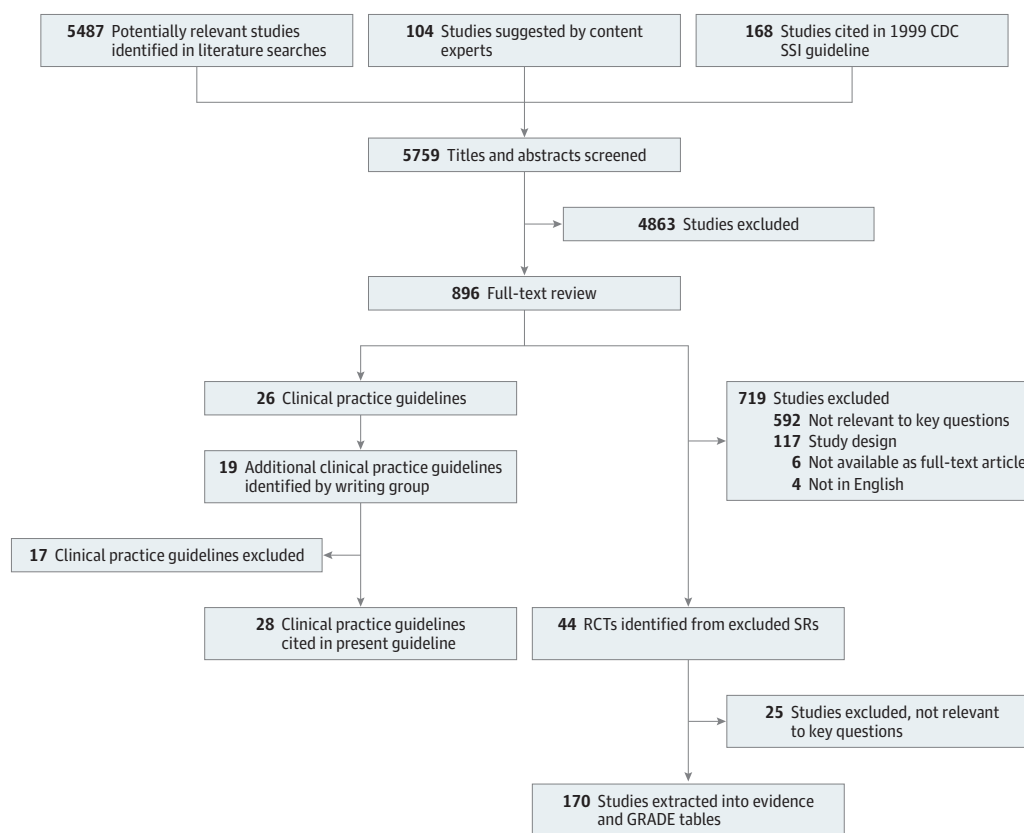 5487 Potentially relevant studies
identified in literature searches
104 Studies suggested by content
experts
168 Studies cited in 1999 CDC
SSI guideline
5759 Titles and abstracts screened
4863 Studies excluded
896 Full-text review
26 Clinical practice guidelines
719 Studies excluded
592 Not relevant to key questions
117 Study design
6 Not available as full-text article
4 Not in English
19 Additional clinical practice guidelines
identified by writing group
17 Clinical practice guidelines excluded
28 Clinical practice guidelines
cited in present guideline
44 RCTs identified from excluded SRs
25 Studies excluded, not relevant
to key questions
170 Studies extracted into evidence
and GRADE tables